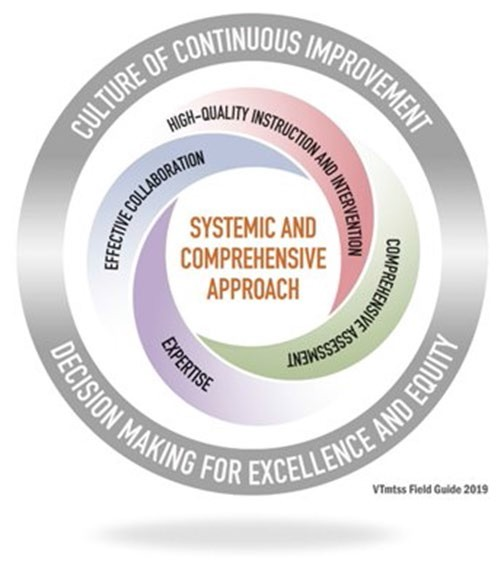 CULTURE OF CONTINUOUS IMPROVEMENT
HIGH-QUALITY INSTRUCTION AND INTERVENTION
EFFECTIVE COLLABORATION
SYSTEMIC AND
COMPREHENSIVE
APPROACH
COMPREHENSIVE ASSESSMENT
EXPERTISE
DECISION MAKING FOR EXCELLENCE AND EQUITY
VTmtss Field Guide 2019